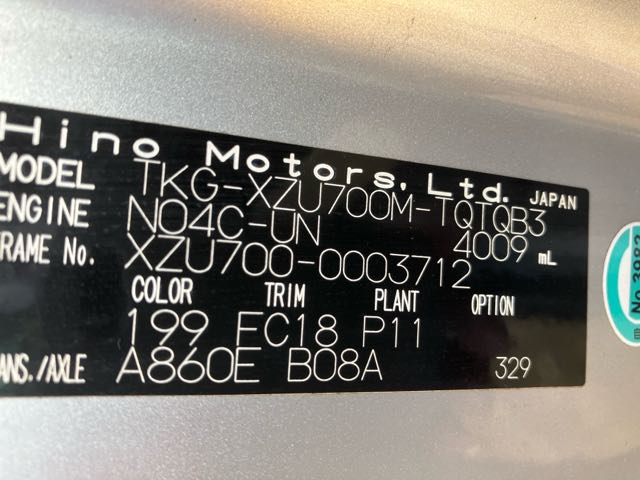 Hino Motors, Ltd. JAPAN
MODEL TKG-XZU700M-TQTQB3
ENGINE N04C-UN 4009 mL
RAME No. XZU700-0003712
COLOR TRIM PLANT OPTION
199 FC18 P11
ANS./AXLE A860E B08A 329